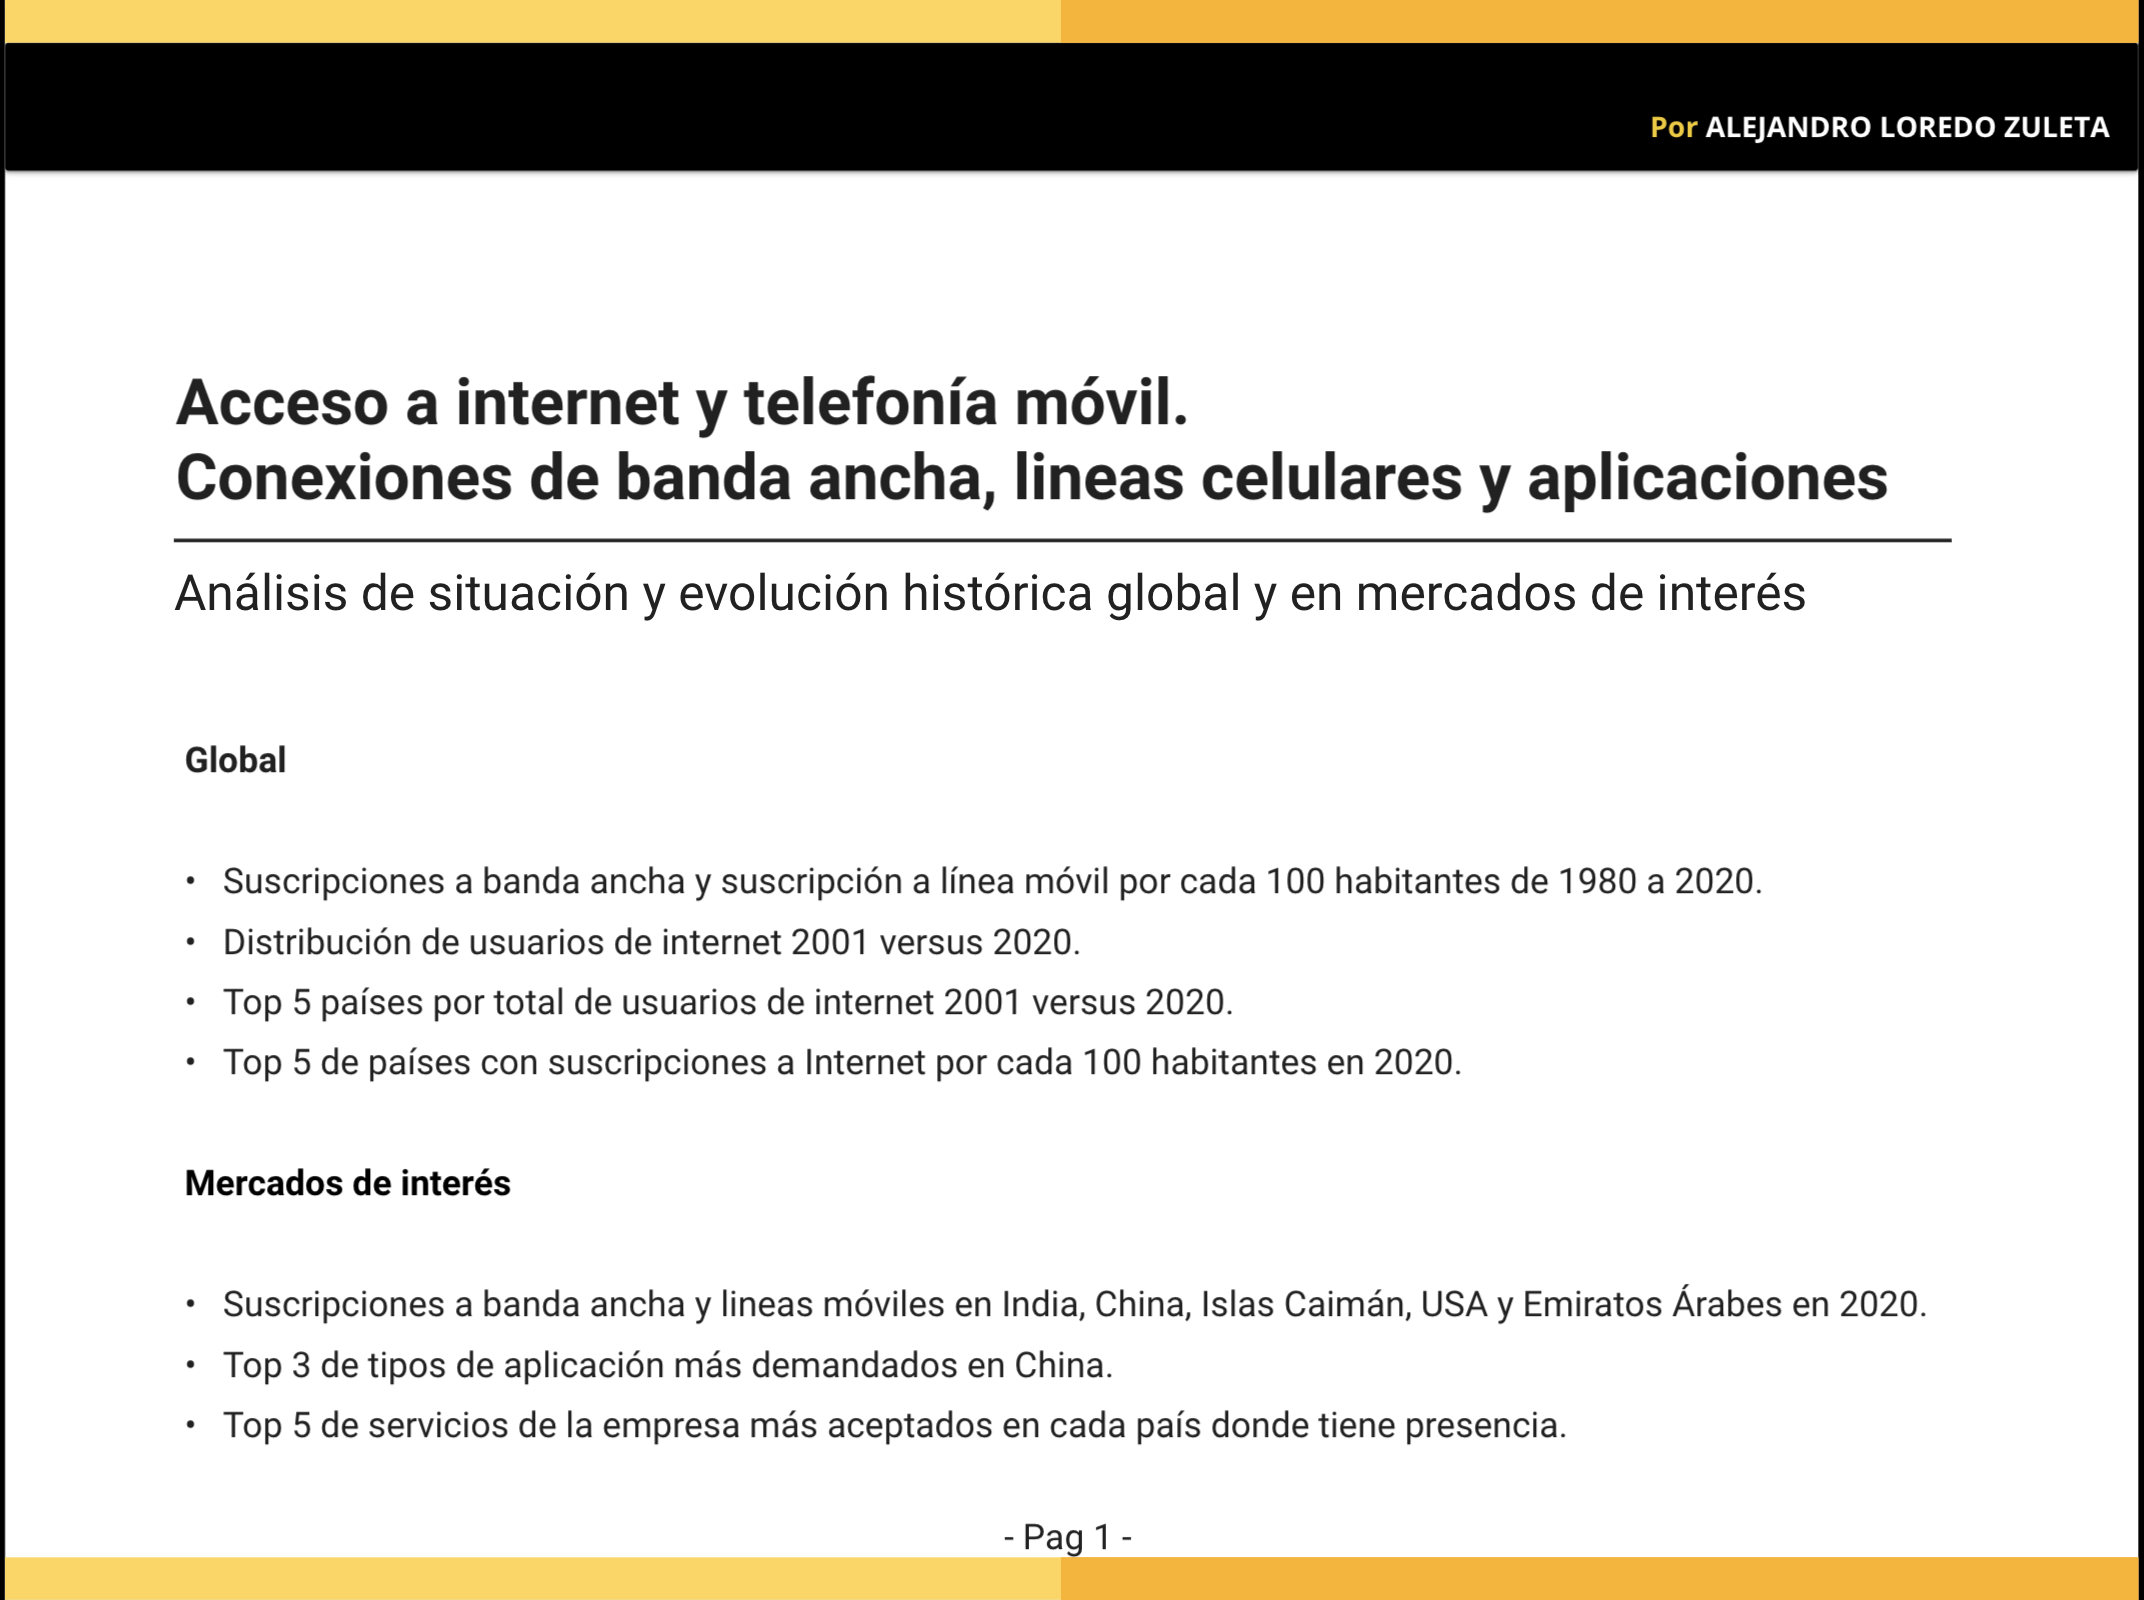 Por ALEJANDRO LOREDO ZULETA
Acceso a internet y telefonía móvil.
Conexiones de banda ancha, lineas celulares y aplicaciones
Análisis de situación y evolución histórica global y en mercados de interés
Global
• Suscripciones a banda ancha y suscripción a línea móvil por cada 100 habitantes de 1980 a 2020.
• Distribución de usuarios de internet 2001 versus 2020.
• Top 5 países por total de usuarios de internet 2001 versus 2020.
• Top 5 de países con suscripciones a Internet por cada 100 habitantes en 2020.
Mercados de interés
• Suscripciones a banda ancha y lineas móviles en India, China, Islas Caimán, USA y Emiratos Árabes en 2020.
• Top 3 de tipos de aplicación más demandados en China.
• Top 5 de servicios de la empresa más aceptados en cada país donde tiene presencia.
- Pag 1 -